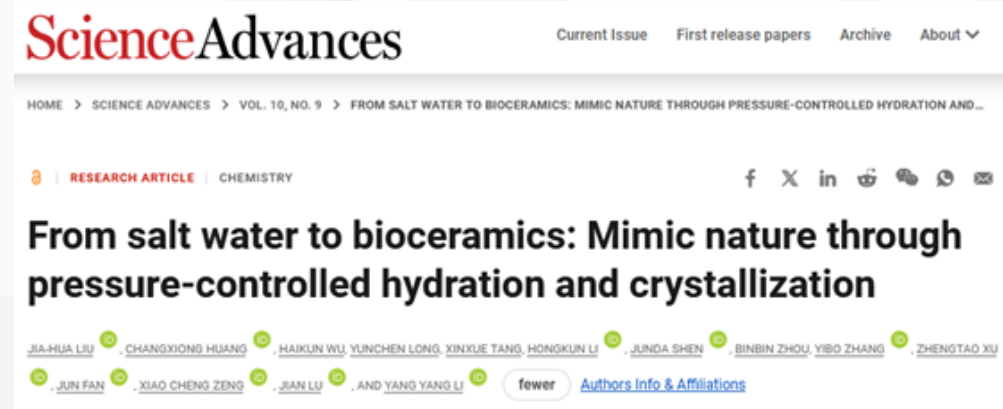 ScienceAdvances
Current Issue First release papers Archive About
HOME > SCIENCE ADVANCES > VOL. 10, NO. 9 > FROM SALT WATER TO BIOCERAMICS: MIMIC NATURE THROUGH PRESSURE-CONTROLLED HYDRATION AND...
RESEARCH ARTICLE | CHEMISTRY
From salt water to bioceramics: Mimic nature through
pressure-controlled hydration and crystallization
JIA-HUA LIU, CHANGXIONG HUANG, HAIKUN WU, YUNCHEN LONG, XINXUE TANG, HONGKUN LI, JUNDA SHEN, BINBIN ZHOU, YIBO ZHANG, ZHENGTAO XU
, JUN FAN, XIAO CHENG ZENG, JIAN LU, AND YANG YANG LI fewer Authors Info & Affiliations